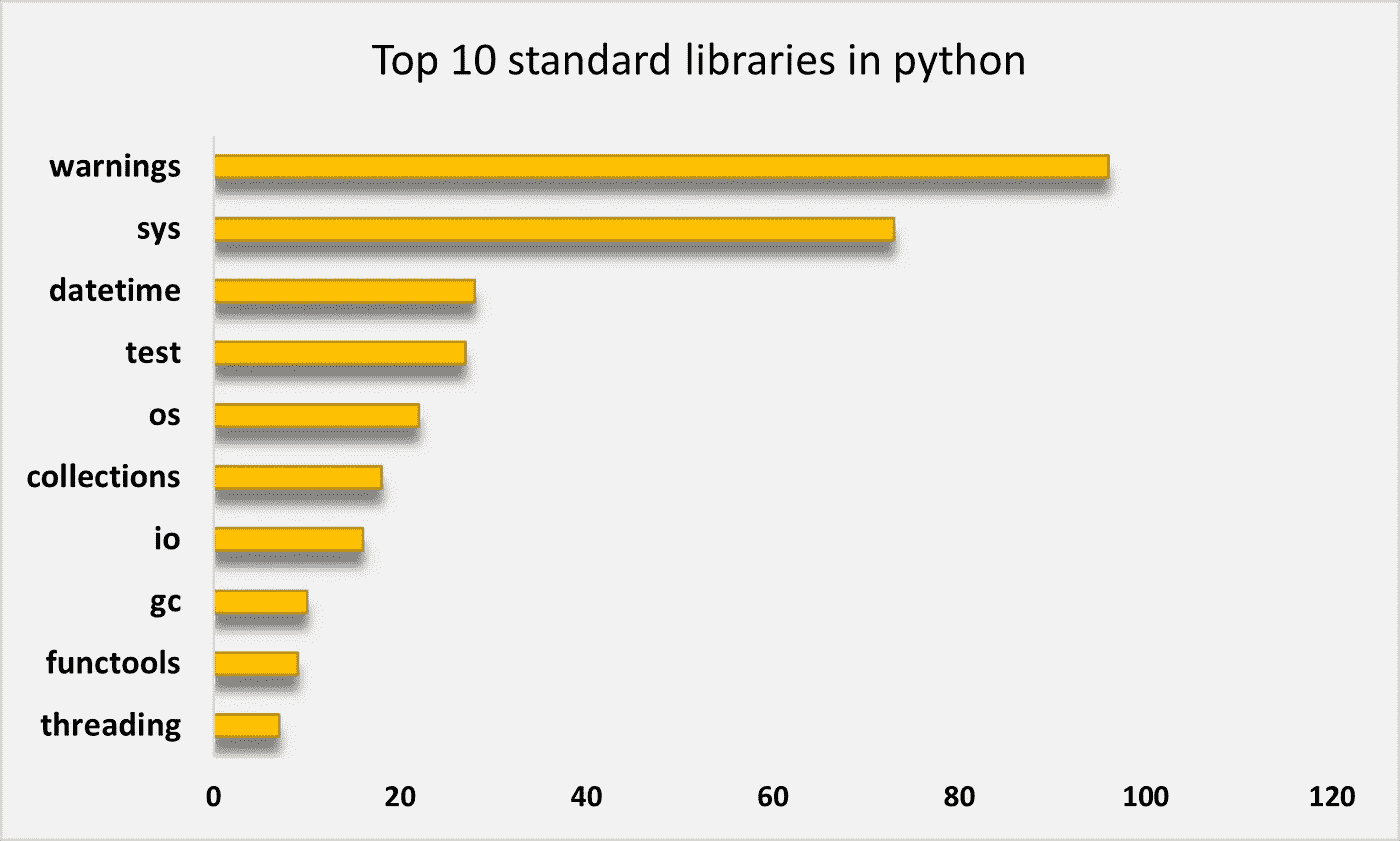 Top 10 standard libraries in python
warnings
sys
datetime
test
os
collections
io
gc
functools
threading
0 20 40 60 80 100 120